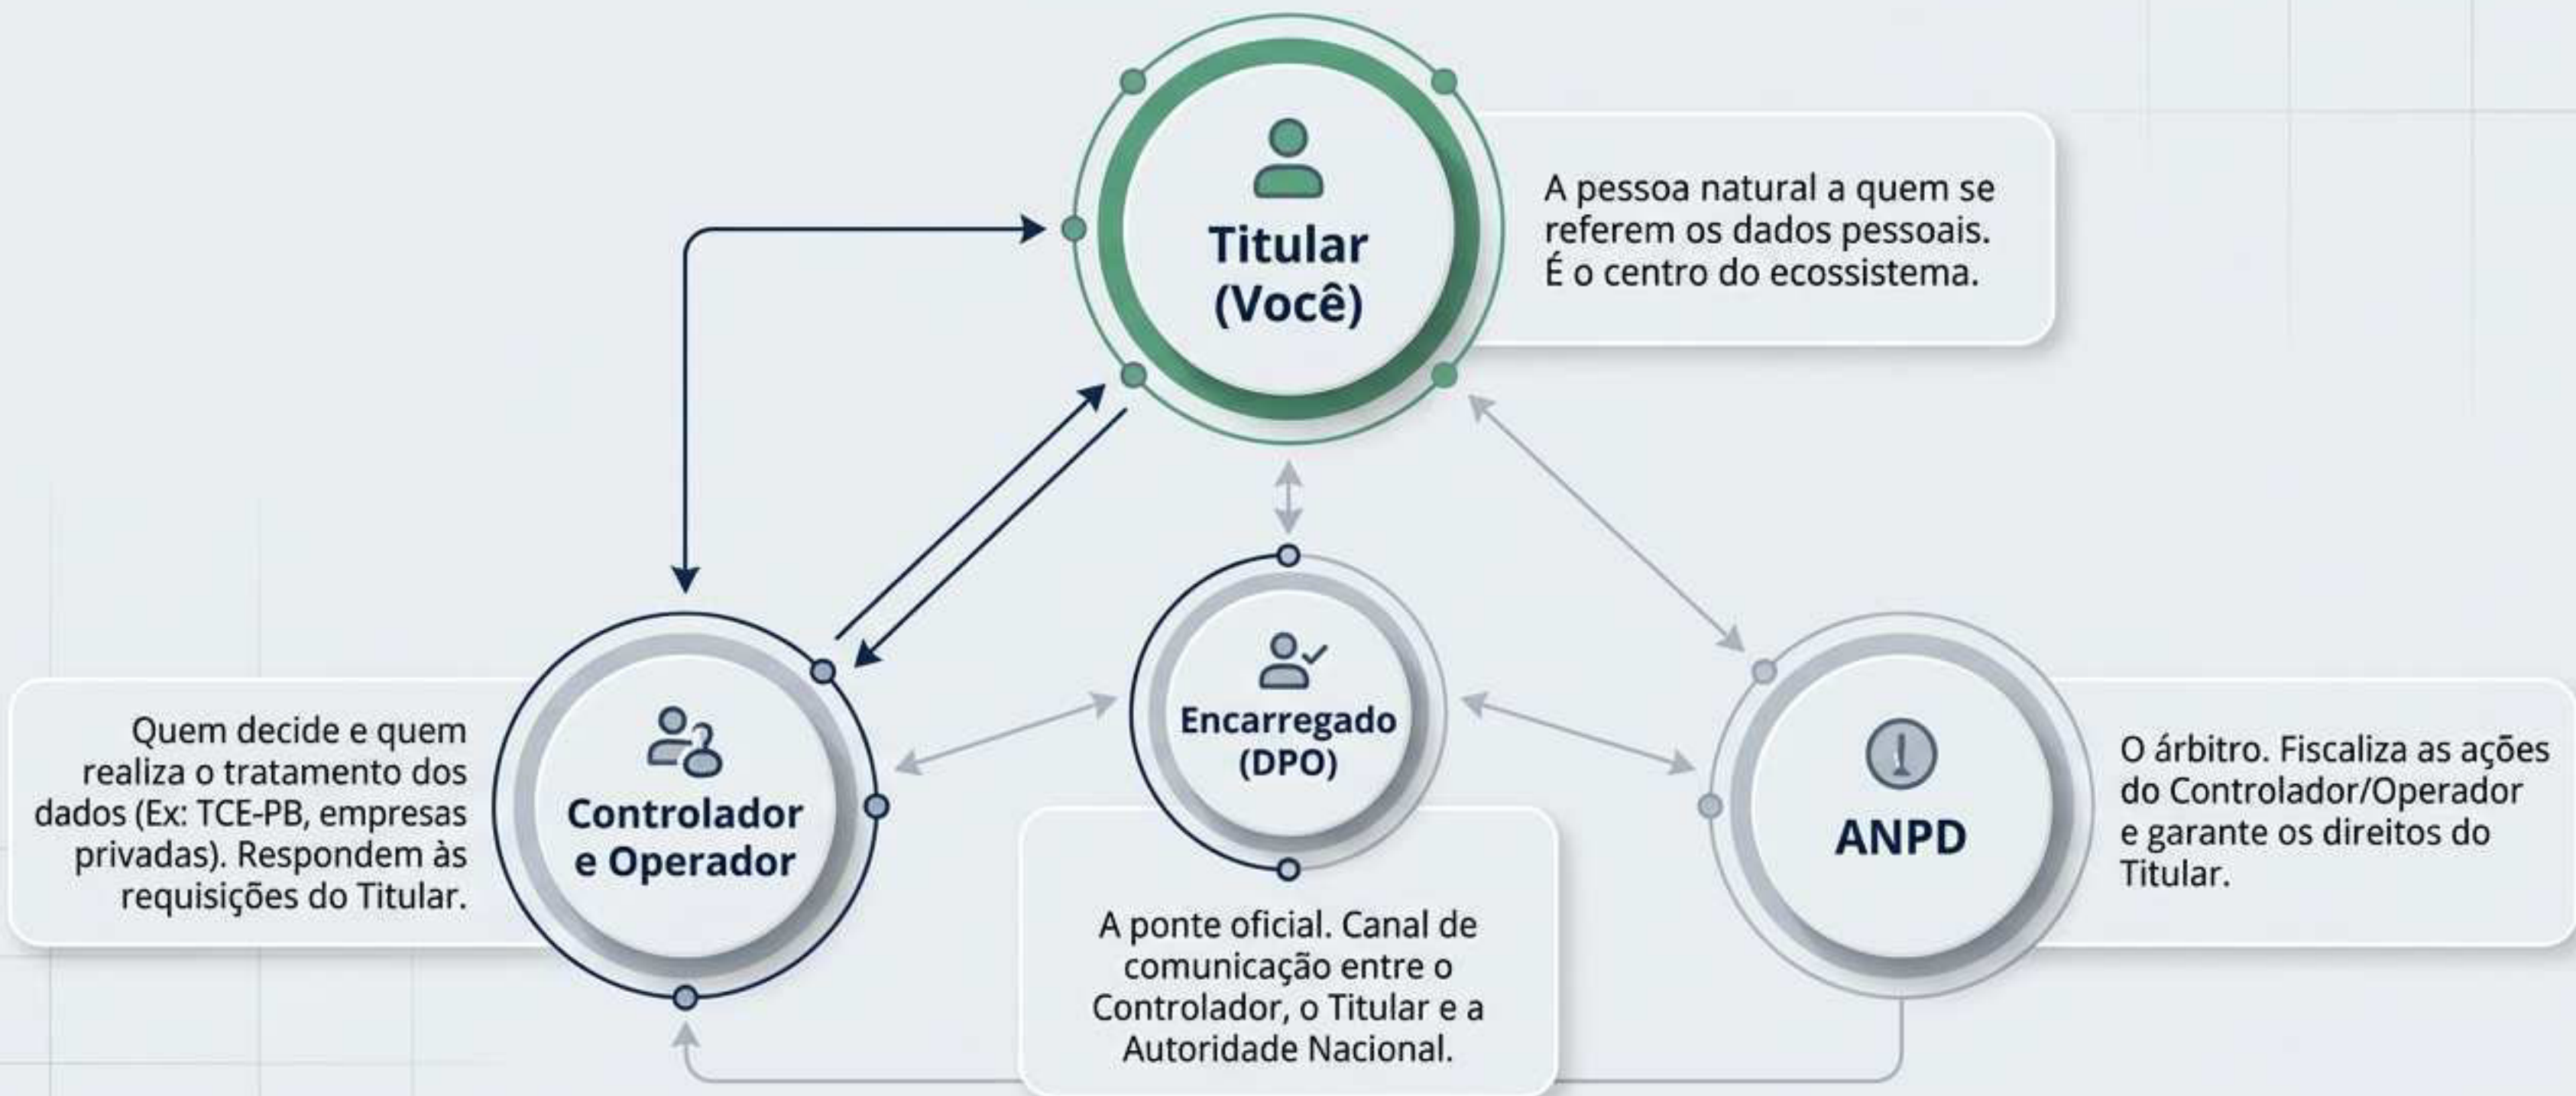 Titular
(Você)
A pessoa natural a quem se
referem os dados pessoais.
É o centro do ecossistema.
Quem decide e quem
realiza o tratamento dos
dados (Ex: TCE-PB, empresas
privadas). Respondem às
requisições do Titular.
Controlador
e Operador
Encarregado
(DPO)
A ponte oficial. Canal de
comunicação entre o
Controlador, o Titular e a
Autoridade Nacional.
ANPD
O árbitro. Fiscaliza as ações
do Controlador/Operador
e garante os direitos do
Titular.